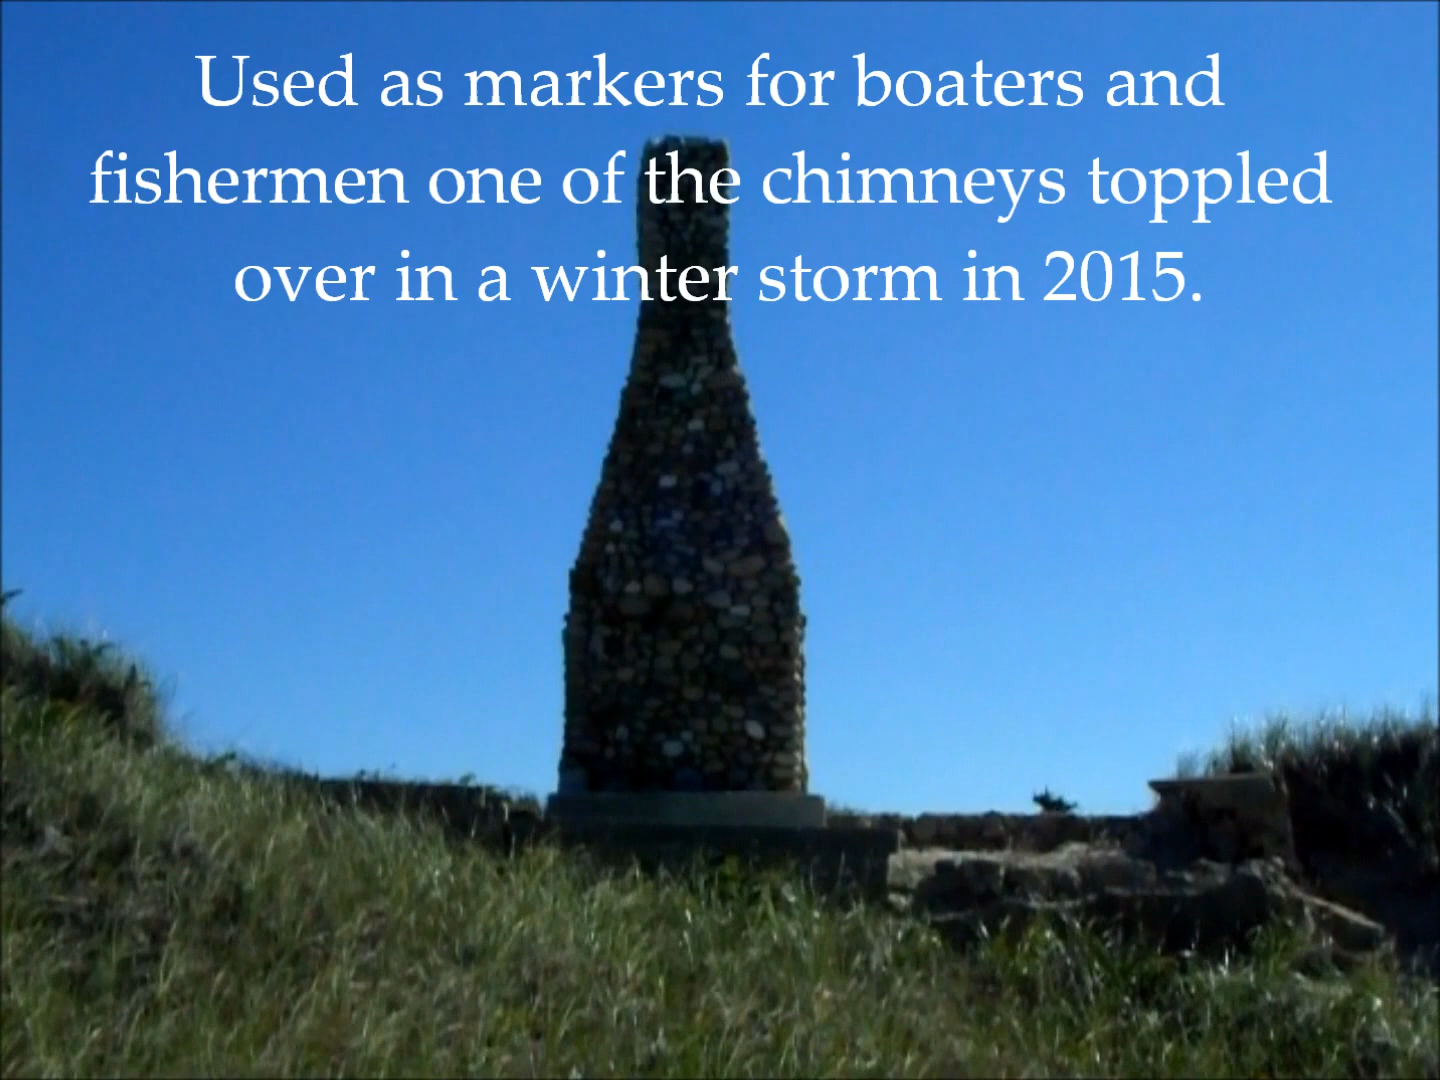 Used as markers for boaters and
fishermen one of the chimneys toppled
over in a winter storm in 2015.